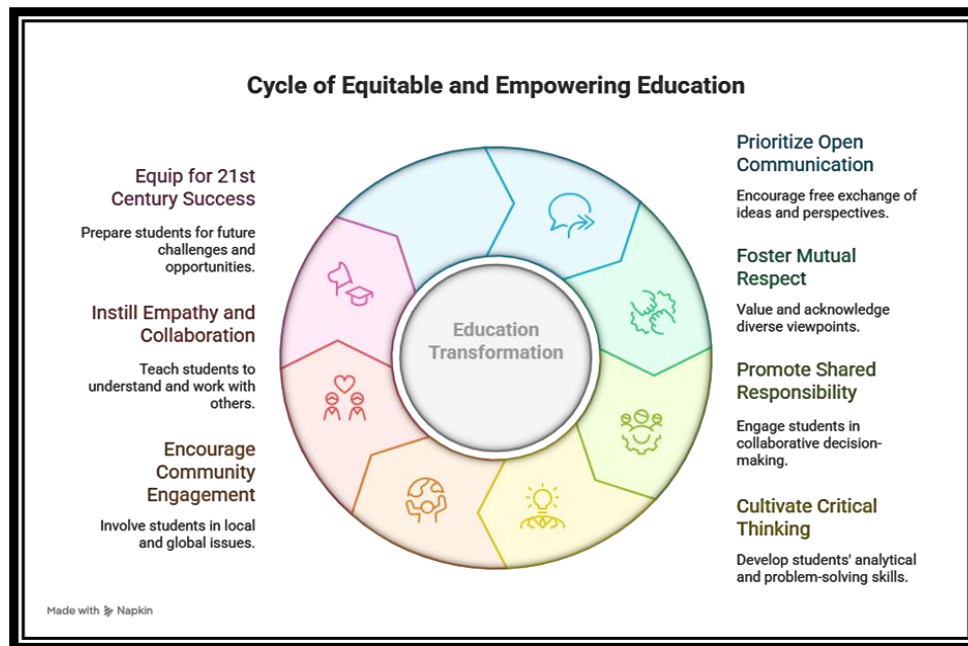 Cycle of Equitable and Empowering Education
Prioritize Open
Communication
Encourage free exchange of
ideas and perspectives.
Foster Mutual
Respect
Value and acknowledge
diverse viewpoints.
Promote Shared
Responsibility
Engage students in
collaborative decision-
making.
Cultivate Critical
Thinking
Develop students' analytical
and problem-solving skills.
Encourage
Community
Engagement
Involve students in local
and global issues.
Instill Empathy and
Collaboration
Teach students to
understand and work with
others.
Equip for 21st
Century Success
Prepare students for future
challenges and
opportunities.
Education
Transformation
Made with Napkin